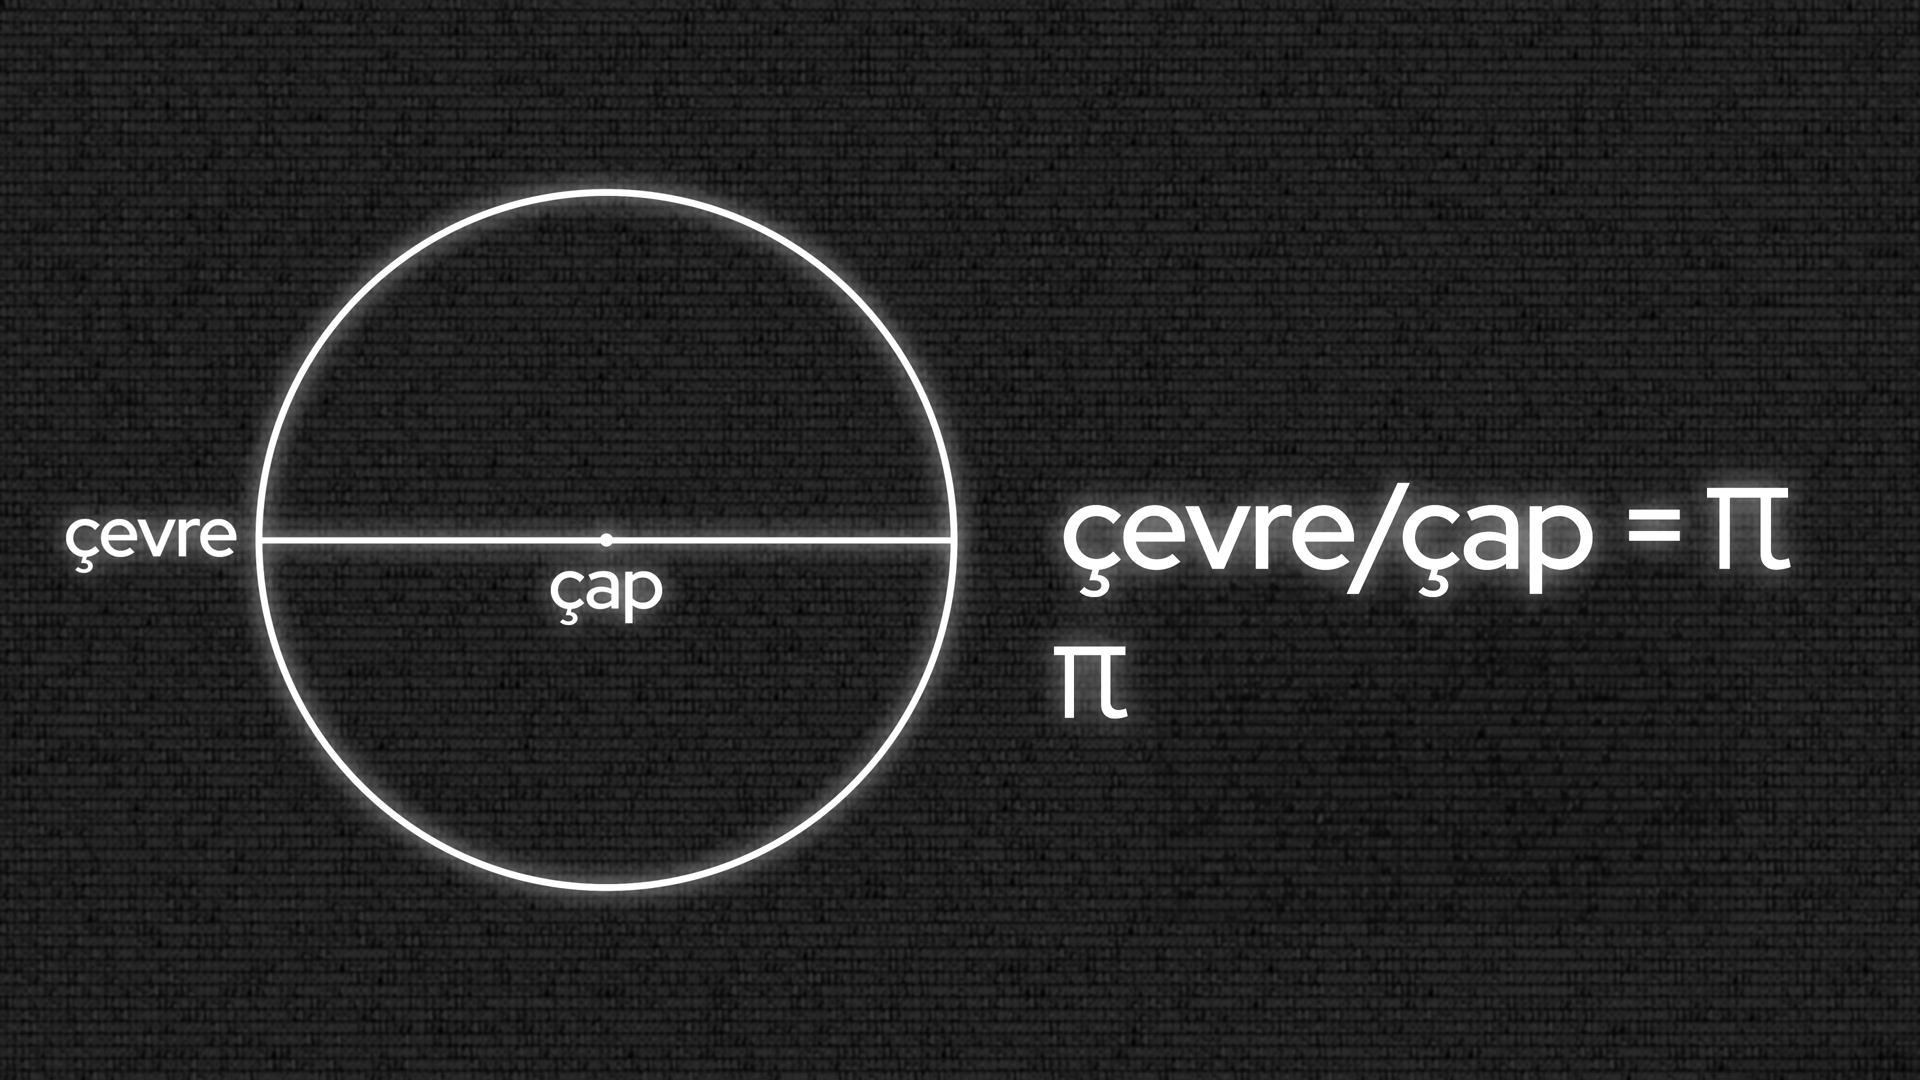 çevre
çap
çevre/çap = π
π